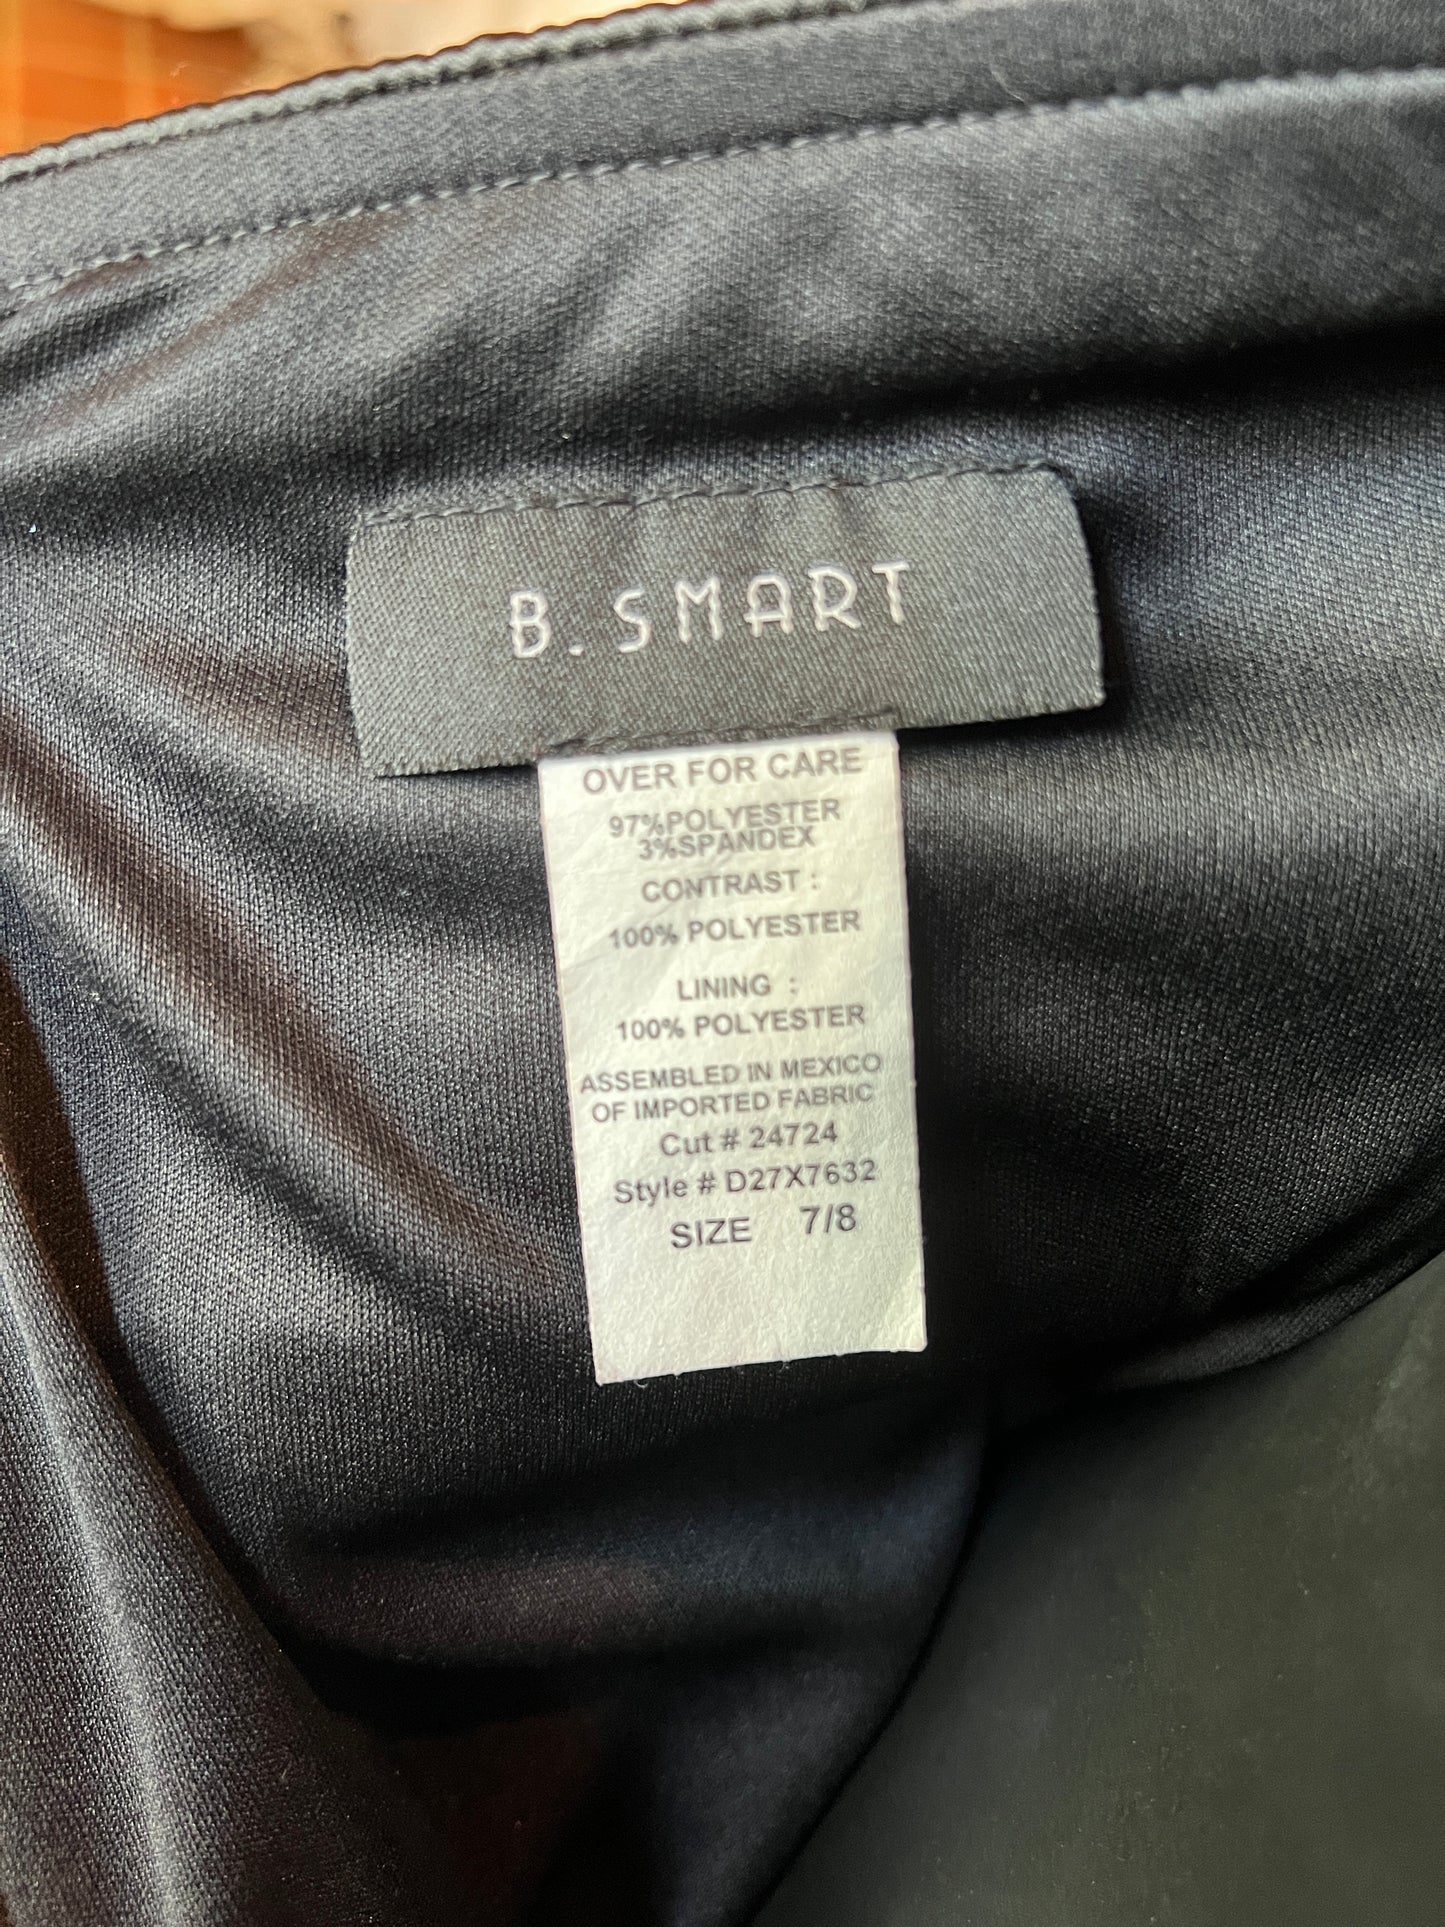 B. SMART
OVER FOR CARE
97%POLYESTER
3%SPANDEX
CONTRAST :
100% POLYESTER
LINING :
100% POLYESTER
ASSEMBLED IN MEXICO
OF IMPORTED FABRIC
Cut # 24724
Style # D27X7632
SIZE 7/8